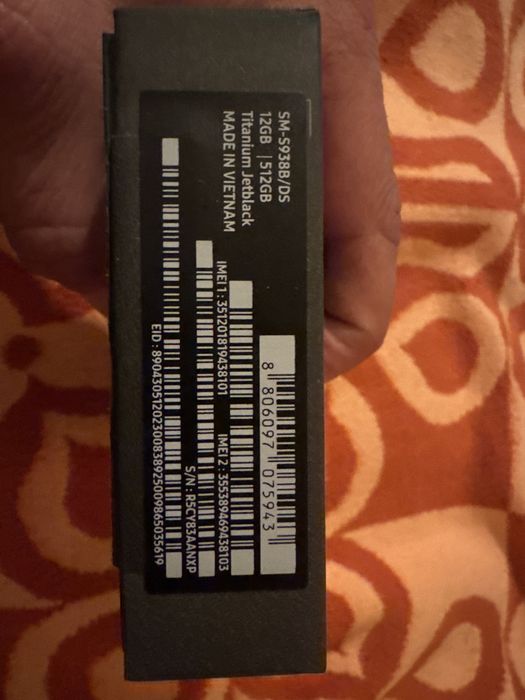 SM-S938B/DS
12GB | 512GB
Titanium Jetblack
MADE IN VIETNAM
8 806097 075943
IMEI 1 : 351201819438101
IMEI 2 : 355389469438103
S/N : R5CY83AANXP
EID : 89043051202300838925009865035619